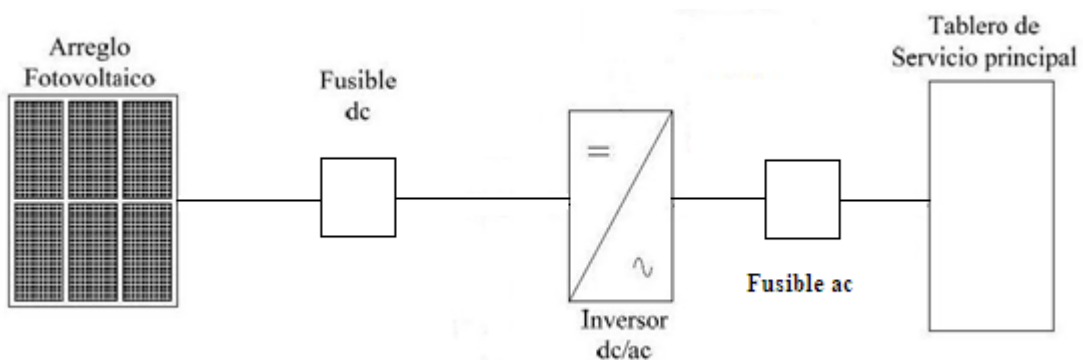 Arreglo
Fotovoltaico
Fusible
dc
Inversor
dc/ac
Fusible ac
Tablero de
Servicio principal